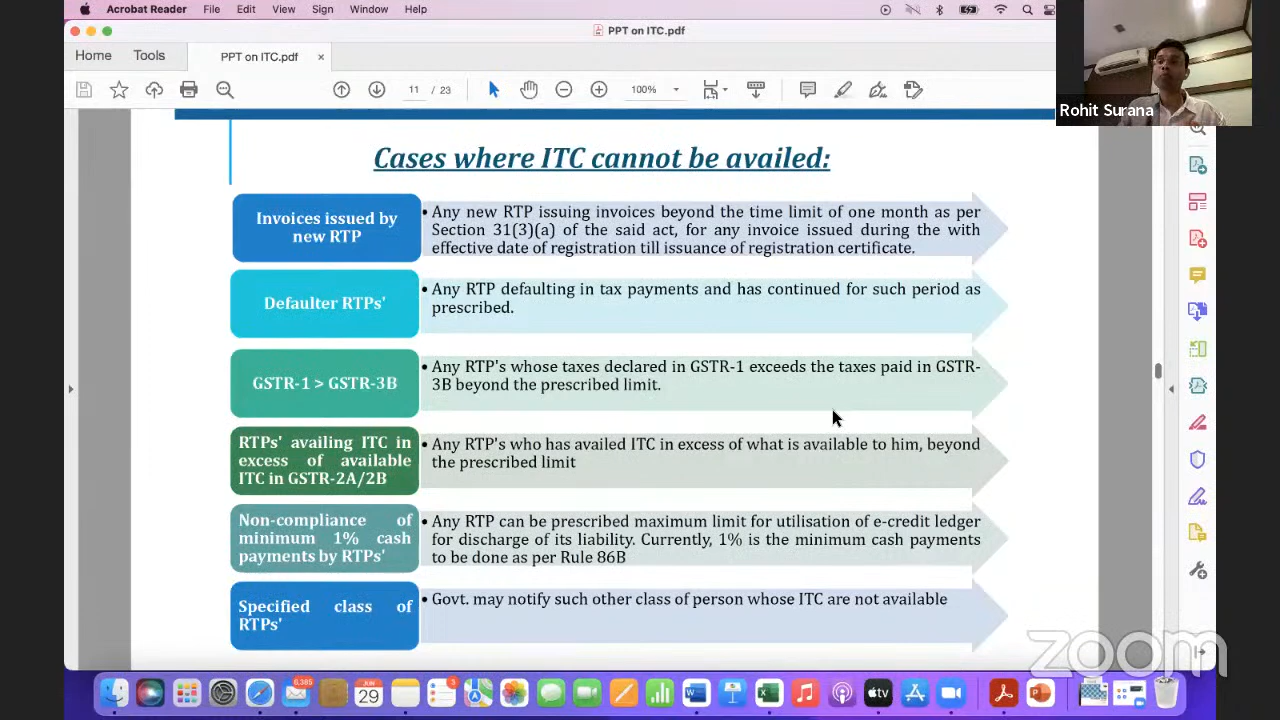 Acrobat Reader File Edit View Sign Window Help
PPT on ITC.pdf
Home Tools PPT on ITC.pdf ×
11 / 23 100%
Rohit Surana
Cases where ITC cannot be availed:
Invoices issued by
new RTP
• Any new RTP issuing invoices beyond the time limit of one month as per
Section 31(3)(a) of the said act, for any invoice issued during the with
effective date of registration till issuance of registration certificate.
Defaulter RTPs'
• Any RTP defaulting in tax payments and has continued for such period as
prescribed.
GSTR-1 > GSTR-3B
• Any RTP's whose taxes declared in GSTR-1 exceeds the taxes paid in GSTR-
3B beyond the prescribed limit.
RTPs' availing ITC in
excess of available
ITC in GSTR-2A/2B
• Any RTP's who has availed ITC in excess of what is available to him, beyond
the prescribed limit
Non-compliance of
minimum 1% cash
payments by RTPs'
• Any RTP can be prescribed maximum limit for utilisation of e-credit ledger
for discharge of its liability. Currently, 1% is the minimum cash payments
to be done as per Rule 86B
Specified class of
RTPs'
• Govt. may notify such other class of person whose ITC are not available
zoom
6,385
JUN
29
3
tv